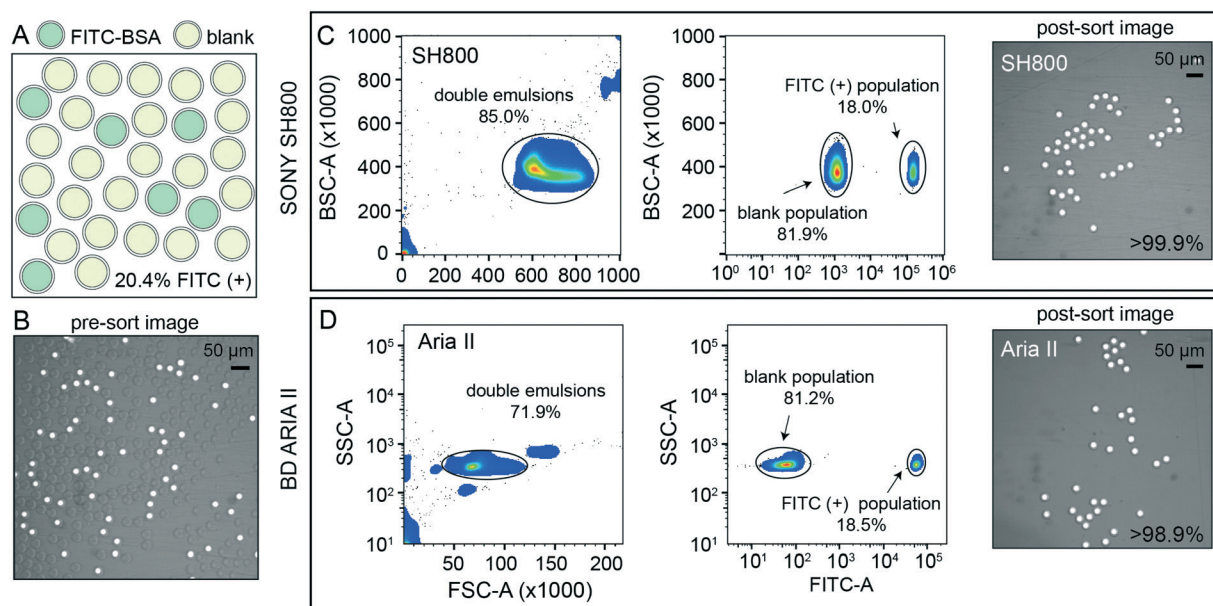 A FITC-BSA blank
20.4% FITC (+)
B pre-sort image
50 µm
SONY SH800
C
SH800
double emulsions
85.0%
BSC-A (x1000)
1000
800
600
400
200
0
0 200 400 600 800 1000
FITC (+) population
18.0%
blank population
81.9%
BSC-A (x1000)
1000
800
600
400
200
0
10⁰ 10¹ 10² 10³ 10⁴ 10⁵ 10⁶
post-sort image
SH800
50 µm
>99.9%
BD ARIA II
D
Aria II
double emulsions
71.9%
SSC-A
10⁵
10⁴
10³
10²
10¹
50 100 150 200
FSC-A (x1000)
blank population
81.2%
FITC (+) population
18.5%
SSC-A
10⁵
10⁴
10³
10²
10¹
10¹ 10² 10³ 10⁴ 10⁵
FITC-A
post-sort image
Aria II
50 µm
>98.9%